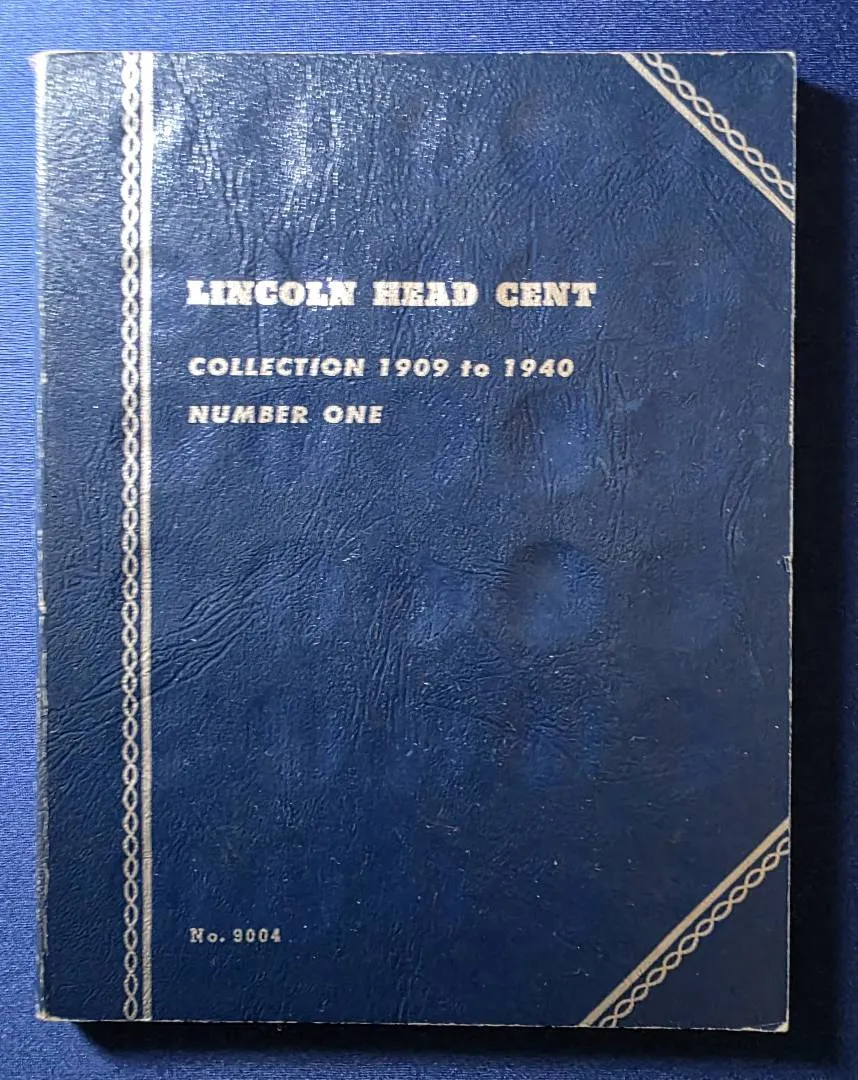 LINCOLN HEAD CENT
COLLECTION 1909 to 1940
NUMBER ONE
No. 9004